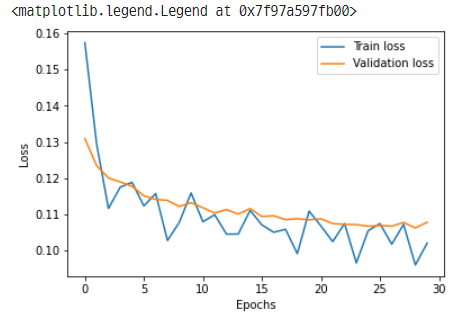 <matplotlib.legend.Legend at 0x7f97a597fb00>
0.16
Train loss
Validation loss
0.15
0.14
0.13
Loss
0.12
0.11
0.10
0 5 10 15 20 25 30
Epochs